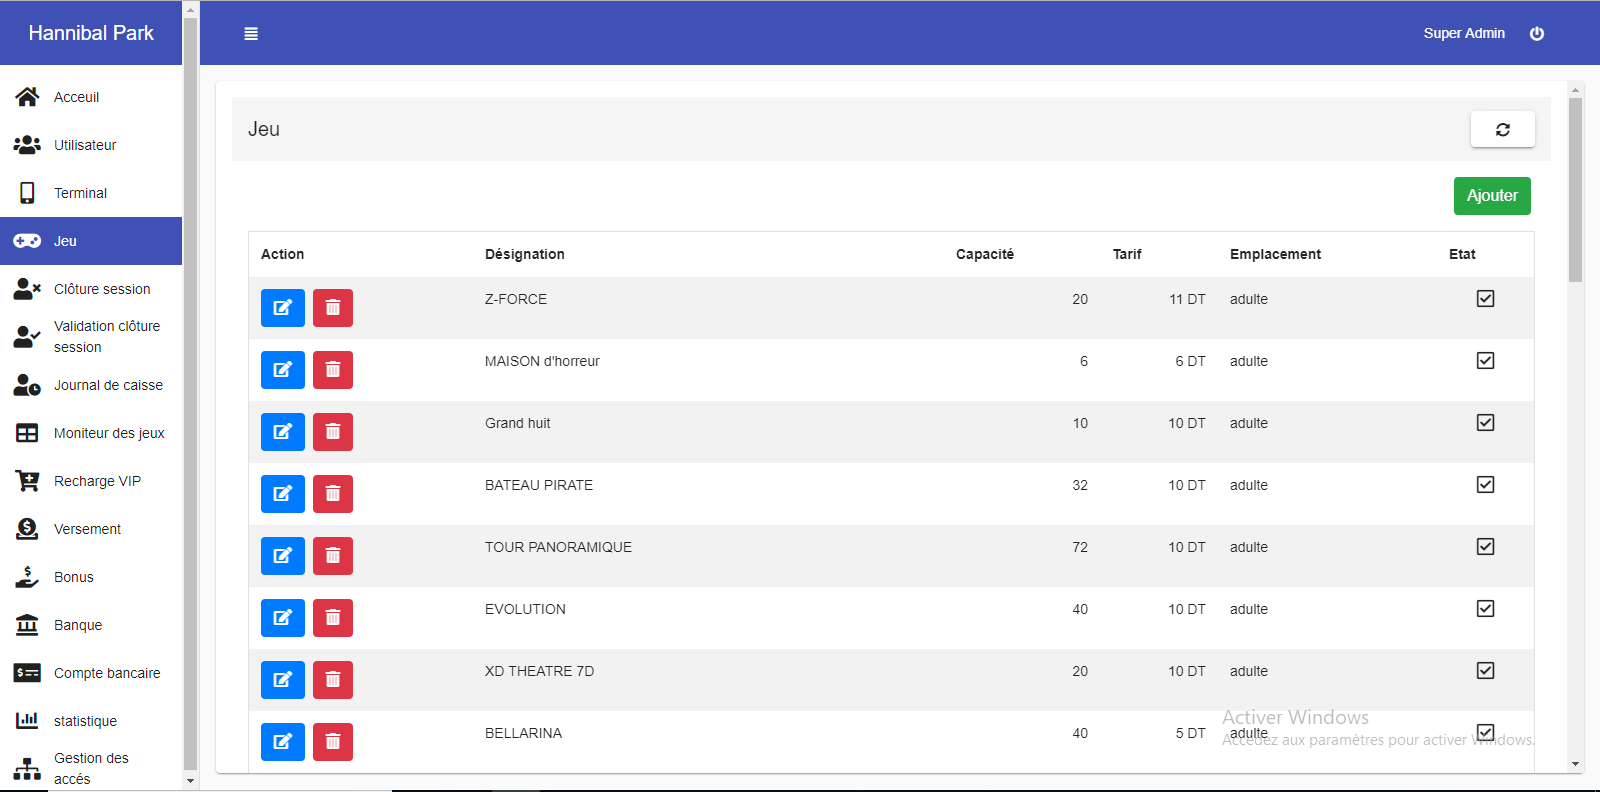 Hannibal Park
Super Admin
Acceuil
Utilisateur
Terminal
Jeu
Clôture session
Validation clôture
session
Journal de caisse
Moniteur des jeux
Recharge VIP
Versement
Bonus
Banque
Compte bancaire
statistique
Gestion des
accés
Jeu
Ajouter
Action Désignation Capacité Tarif Emplacement Etat
Z-FORCE 20 11 DT adulte
MAISON d'horreur 6 6 DT adulte
Grand huit 10 10 DT adulte
BATEAU PIRATE 32 10 DT adulte
TOUR PANORAMIQUE 72 10 DT adulte
EVOLUTION 40 10 DT adulte
XD THEATRE 7D 20 10 DT adulte
BELLARINA 40 5 DT adulte
Activer Windows
Accédez aux paramètres pour activer Windows.